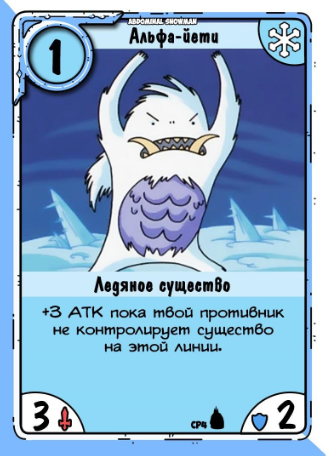 ABDOMINAL SNOWMAN
1
Альфа-йети
Ледяное существо
+3 АТК пока твой противник
не контролирует существо
на этой линии.
3
CP4
2